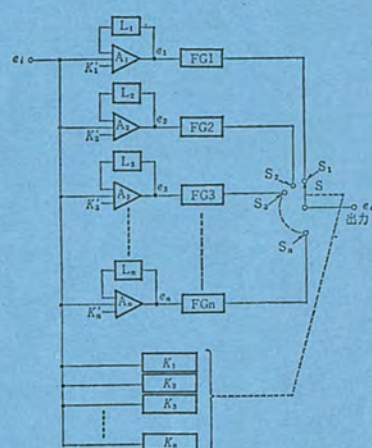 L₁
eᵢ A₁ e₁ FG1
K₁′
L₂
A₂ e₂ FG2
K₂′
L₃
A₃ e₃ FG3
K₃′
S₂ S₁
S₃ S
Sₙ e₀
出力
Lₙ
Aₙ eₙ FGn
Kₙ′
K₁
K₂
K₃
Kₙ